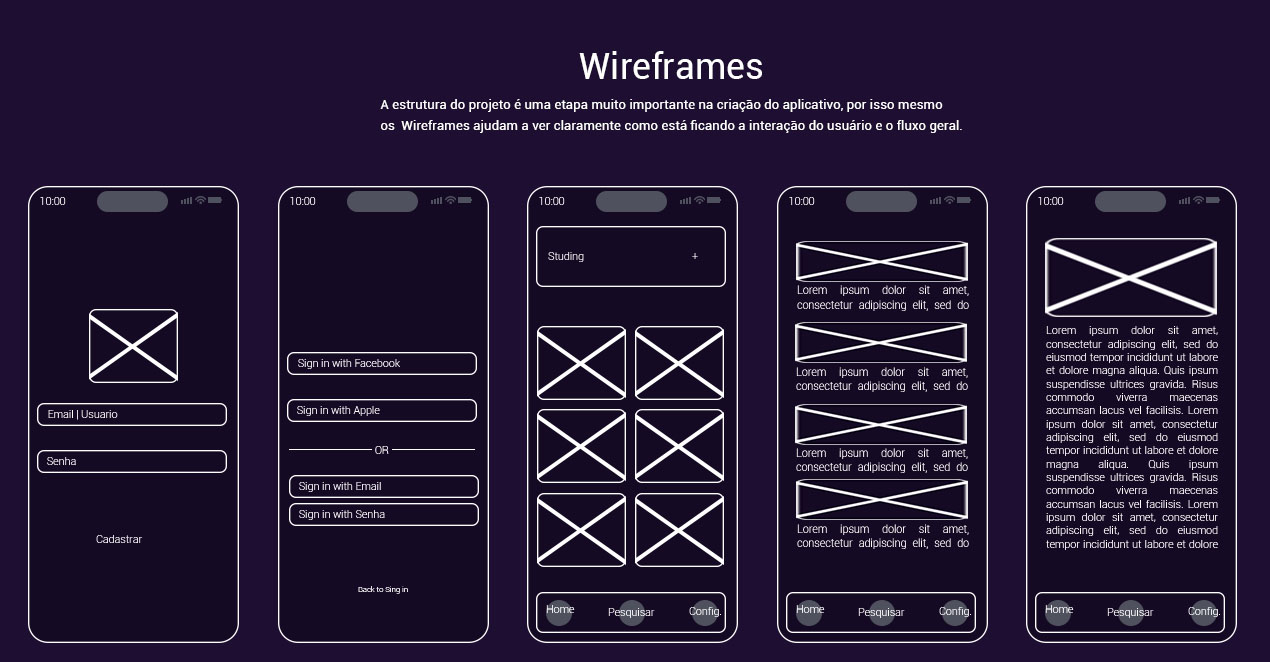 Wireframes
A estrutura do projeto é uma etapa muito importante na criação do aplicativo, por isso mesmo
os Wireframes ajudam a ver claramente como está ficando a interação do usuário e o fluxo geral.
10:00
Email | Usuario
Senha
Cadastrar
10:00
Sign in with Facebook
Sign in with Apple
OR
Sign in with Email
Sign in with Senha
Back to Sing in
10:00
Studing +
Home Pesquisar Config.
10:00
Lorem ipsum dolor sit amet,
consectetur adipiscing elit, sed do
Lorem ipsum dolor sit amet,
consectetur adipiscing elit, sed do
Lorem ipsum dolor sit amet,
consectetur adipiscing elit, sed do
Lorem ipsum dolor sit amet,
consectetur adipiscing elit, sed do
Home Pesquisar Config.
10:00
Lorem ipsum dolor sit amet,
consectetur adipiscing elit, sed do
eiusmod tempor incididunt ut labore
et dolore magna aliqua. Quis ipsum
suspendisse ultrices gravida. Risus
commodo viverra maecenas
accumsan lacus vel facilisis. Lorem
ipsum dolor sit amet, consectetur
adipiscing elit, sed do eiusmod
tempor incididunt ut labore et dolore
magna aliqua. Quis ipsum
suspendisse ultrices gravida. Risus
commodo viverra maecenas
accumsan lacus vel facilisis. Lorem
ipsum dolor sit amet, consectetur
adipiscing elit, sed do eiusmod
tempor incididunt ut labore et dolore
Home Pesquisar Config.